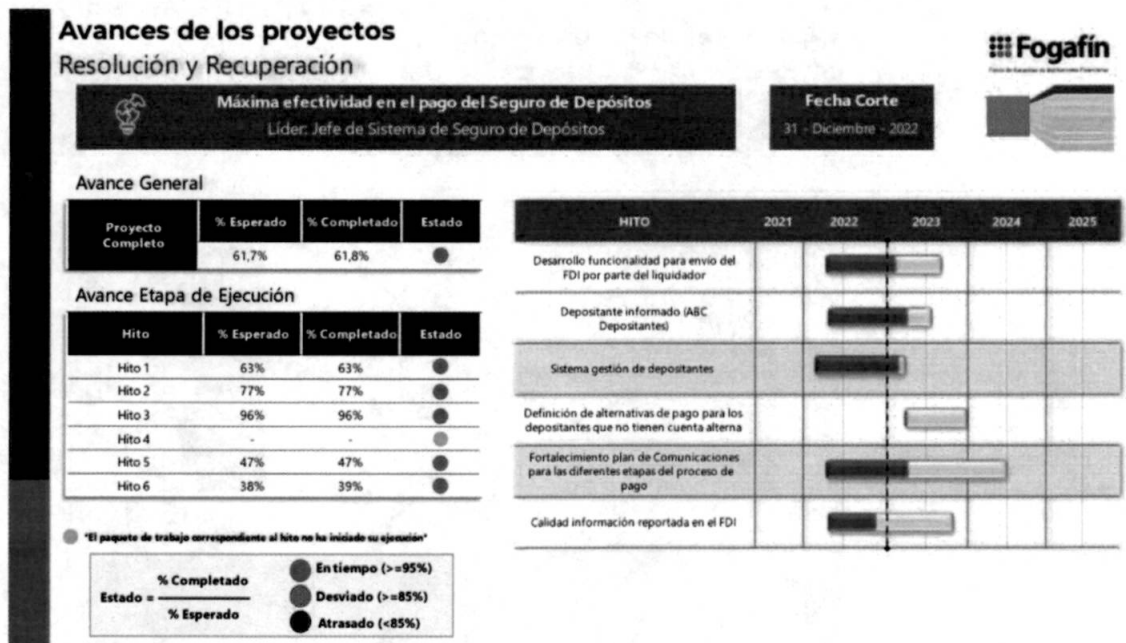 Avances de los proyectos
Resolución y Recuperación
Fogafín
Máxima efectividad en el pago del Seguro de Depósitos
Líder: Jefe de Sistema de Seguro de Depósitos
Fecha Corte
31 - Diciembre - 2022
Avance General
Proyecto Completo % Esperado % Completado Estado
61,7% 61,8%
Avance Etapa de Ejecución
Hito % Esperado % Completado Estado
Hito 1 63% 63%
Hito 2 77% 77%
Hito 3 96% 96%
Hito 4 - -
Hito 5 47% 47%
Hito 6 38% 39%
"El paquete de trabajo correspondiente al hito no ha iniciado su ejecución"
Estado = % Completado
% Esperado
En tiempo (>=95%)
Desviado (>=85%)
Atrasado (<85%)
HITO 2021 2022 2023 2024 2025
Desarrollo funcionalidad para envío del
FDI por parte del liquidador
Depositante informado (ABC
Depositantes)
Sistema gestión de depositantes
Definición de alternativas de pago para los
depositantes que no tienen cuenta alterna
Fortalecimiento plan de Comunicaciones
para las diferentes etapas del proceso de
pago
Calidad información reportada en el FDI